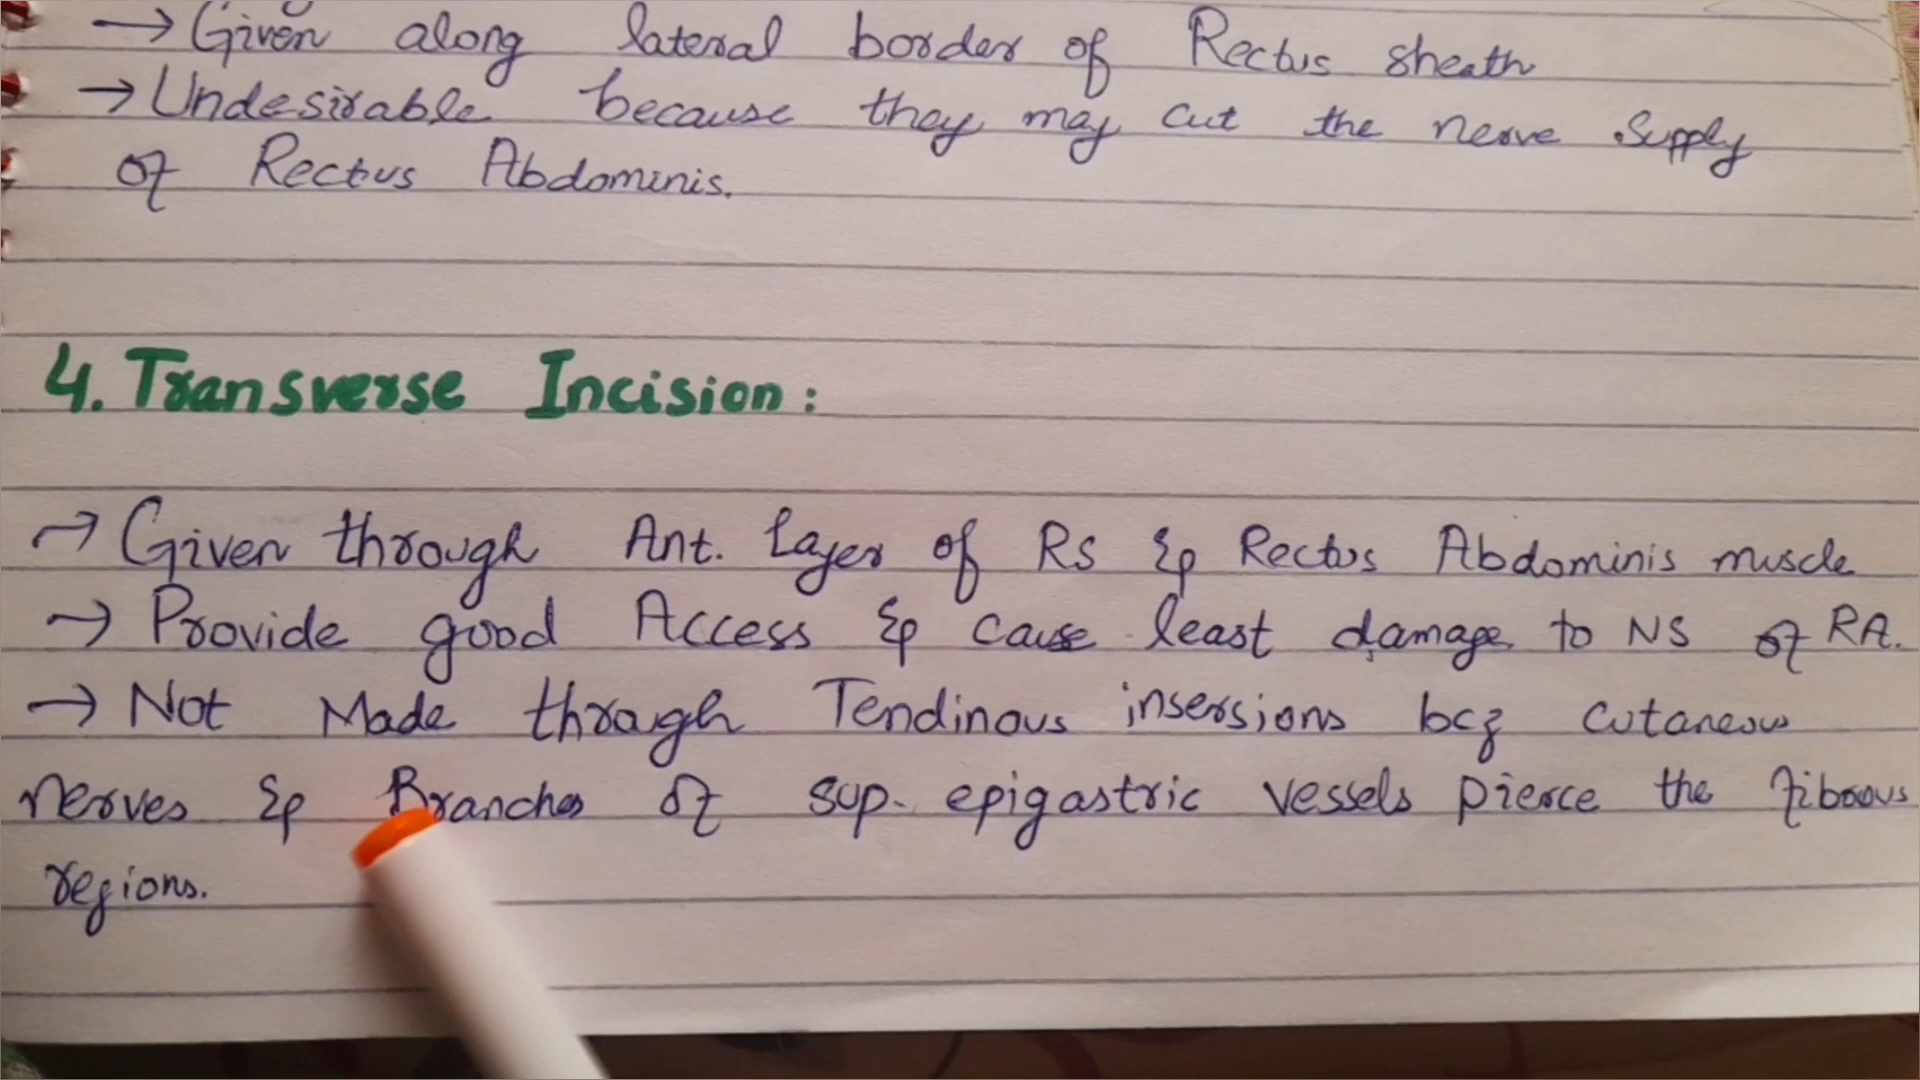 → Given along lateral border of Rectus sheath
→ Undesirable because they may cut the nerve supply
of Rectus Abdominis.
4. Transverse Incision:
→ Given through Ant. Layer of RS & Rectus Abdominis muscle
→ Provide good Access & cause least damage to NS of RA.
→ Not Made through Tendinous insersions bcz cutaneous
nerves & Branches of sup. epigastric vessels pierce the fibrous
regions.